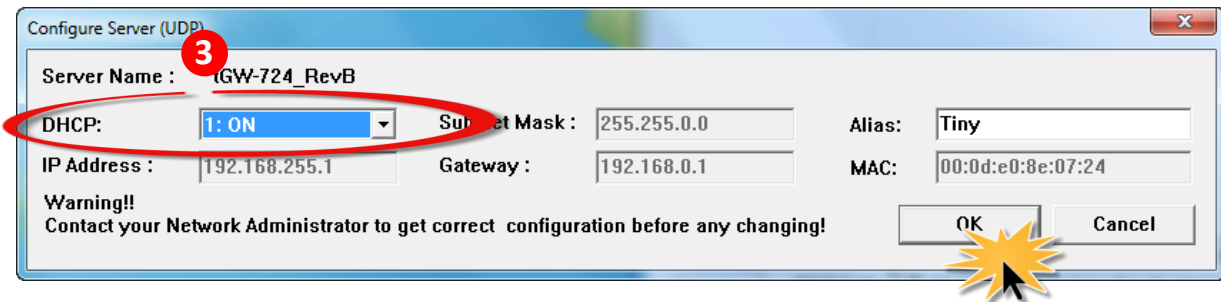 Configure Server (UDP)
3
Server Name : tGW-724_RevB
DHCP: 1: ON Subnet Mask : 255.255.0.0 Alias: Tiny
IP Address : 192.168.255.1 Gateway : 192.168.0.1 MAC: 00:0d:e0:8e:07:24
Warning!!
Contact your Network Administrator to get correct configuration before any changing!
OK Cancel